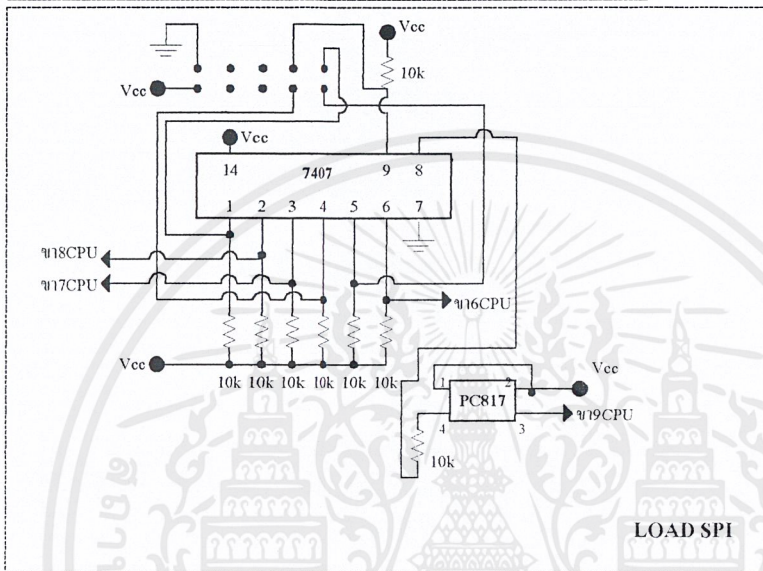 Vcc
10k
Vcc
Vcc
14 7407 9 8
1 2 3 4 5 6 7
ขา8CPU
ขา7CPU
ขา6CPU
Vcc
10k 10k 10k 10k 10k 10k
Vcc
1 2
PC817
ขา9CPU
4 3
10k
LOAD SPI